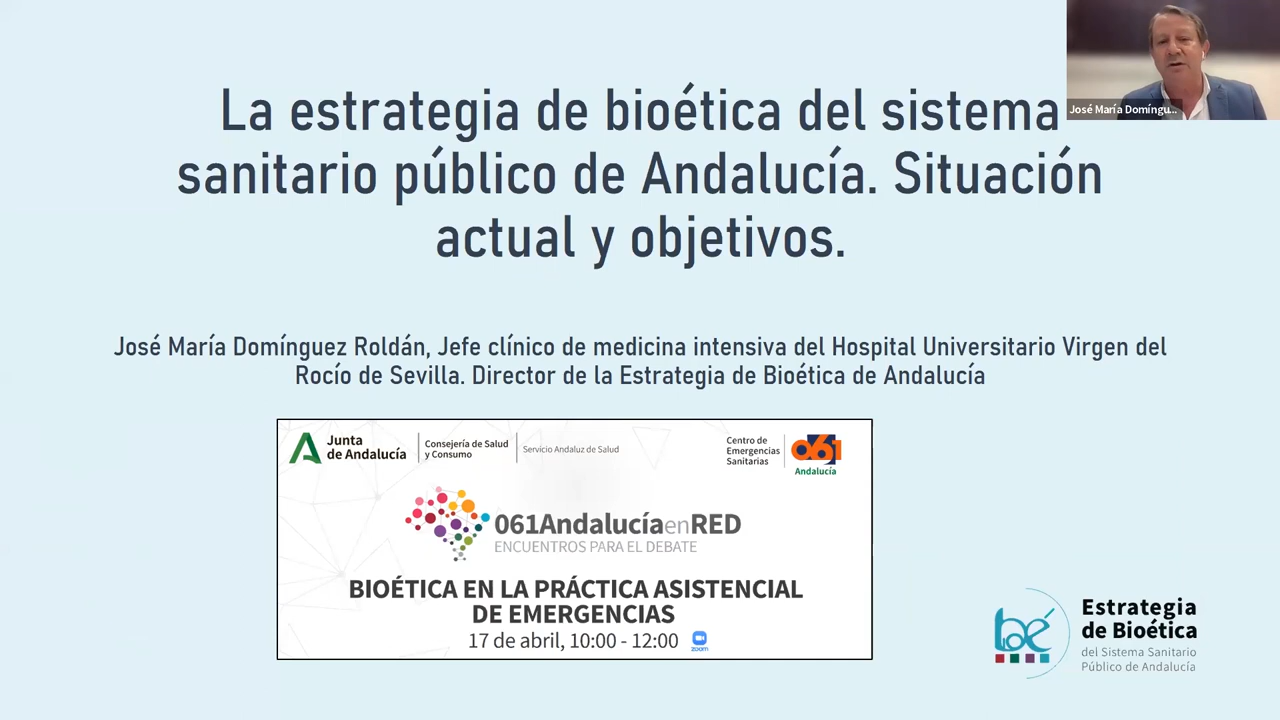 La estrategia de bioética del sistema
sanitario público de Andalucía. Situación
actual y objetivos.
José María Domíngu...
José María Domínguez Roldán, Jefe clínico de medicina intensiva del Hospital Universitario Virgen del
Rocío de Sevilla. Director de la Estrategia de Bioética de Andalucía
Junta
de Andalucía
Consejería de Salud
y Consumo
Servicio Andaluz de Salud
Centro de
Emergencias
Sanitarias
061
Andalucía
061AndalucíaenRED
ENCUENTROS PARA EL DEBATE
BIOÉTICA EN LA PRÁCTICA ASISTENCIAL
DE EMERGENCIAS
17 de abril, 10:00 - 12:00
zoom
bioé
Estrategia
de Bioética
del Sistema Sanitario
Público de Andalucía